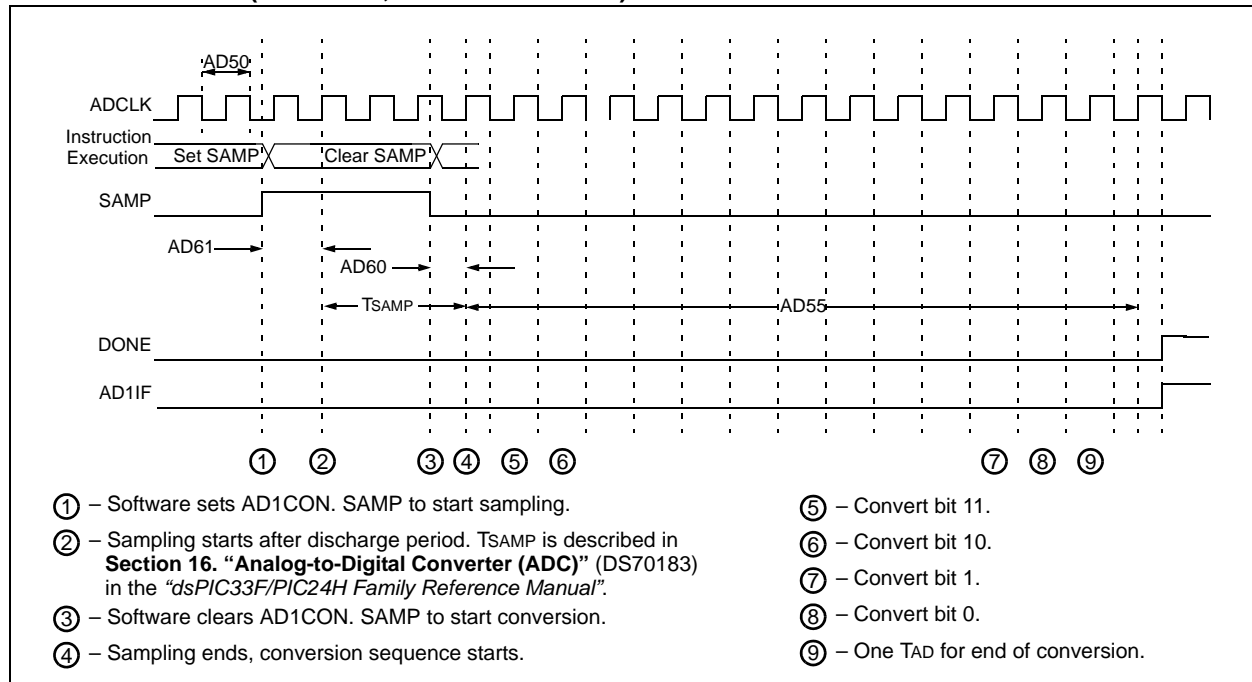 AD50
ADCLK
Instruction
Execution
Set SAMP
Clear SAMP
SAMP
AD61
AD60
TSAMP
AD55
DONE
AD1IF
1 2 3 4 5 6 7 8 9
1 – Software sets AD1CON. SAMP to start sampling.
2 – Sampling starts after discharge period. TSAMP is described in
Section 16. “Analog-to-Digital Converter (ADC)” (DS70183)
in the “dsPIC33F/PIC24H Family Reference Manual”.
3 – Software clears AD1CON. SAMP to start conversion.
4 – Sampling ends, conversion sequence starts.
5 – Convert bit 11.
6 – Convert bit 10.
7 – Convert bit 1.
8 – Convert bit 0.
9 – One TAD for end of conversion.